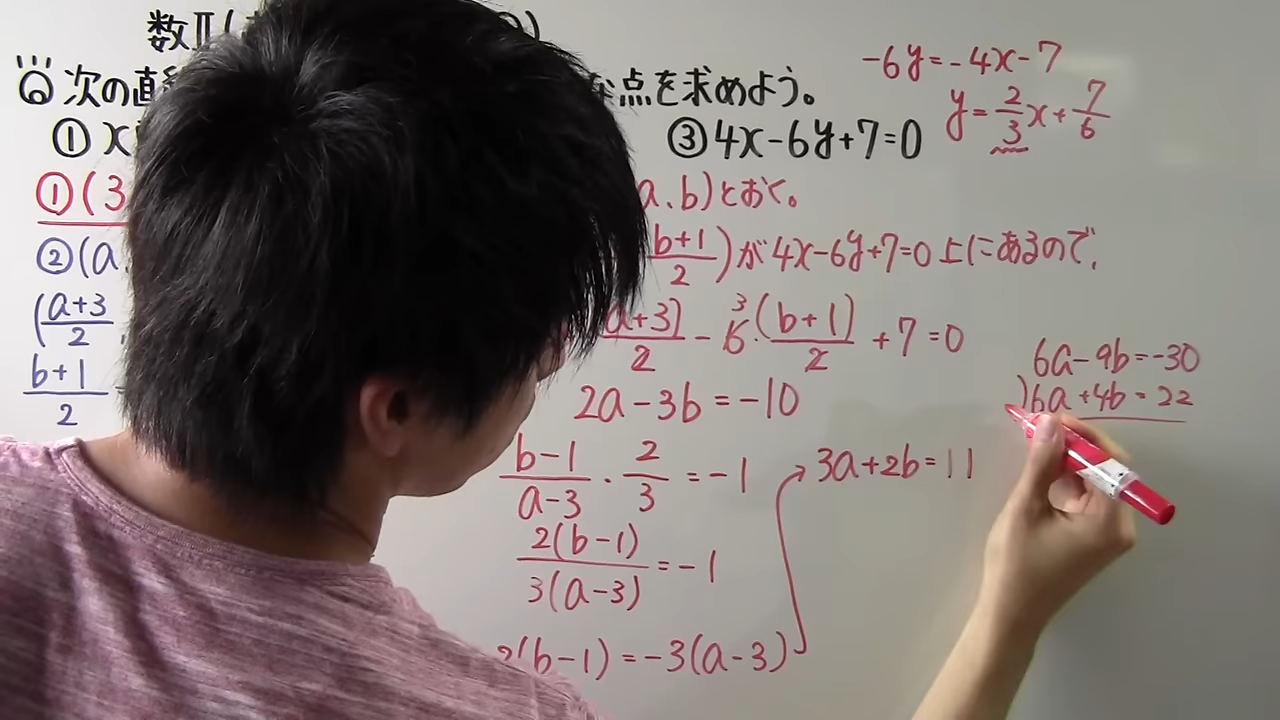 数Ⅱ(
Q 次の直 な点を求めよう。
① x ③ 4x-6y+7=0
-6y=-4x-7
y=2/3x+7/6
①(3
②(a
(a+3/2
b+1/2
a、b)とおく。
b+1/2)が4x-6y+7=0上にあるので、
(a+3)/2 - 6・(b+1)/2 +7=0
3
2a-3b=-10
b-1/a-3・2/3=-1
2(b-1)/3(a-3)=-1
2(b-1)=-3(a-3)
3a+2b=11
6a-9b=-30
)6a+4b=22